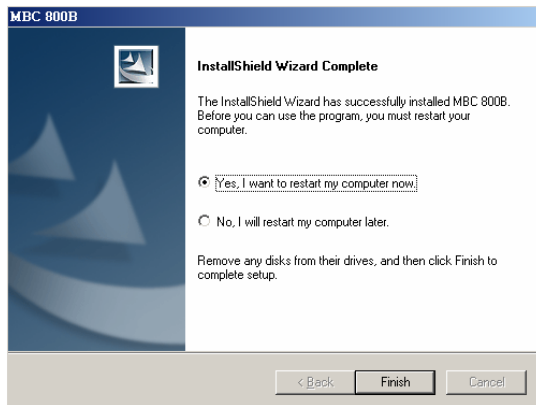 MBC 800B
InstallShield Wizard Complete
The InstallShield Wizard has successfully installed MBC 800B.
Before you can use the program, you must restart your
computer.
Yes, I want to restart my computer now.
No, I will restart my computer later.
Remove any disks from their drives, and then click Finish to
complete setup.
< Back Finish Cancel